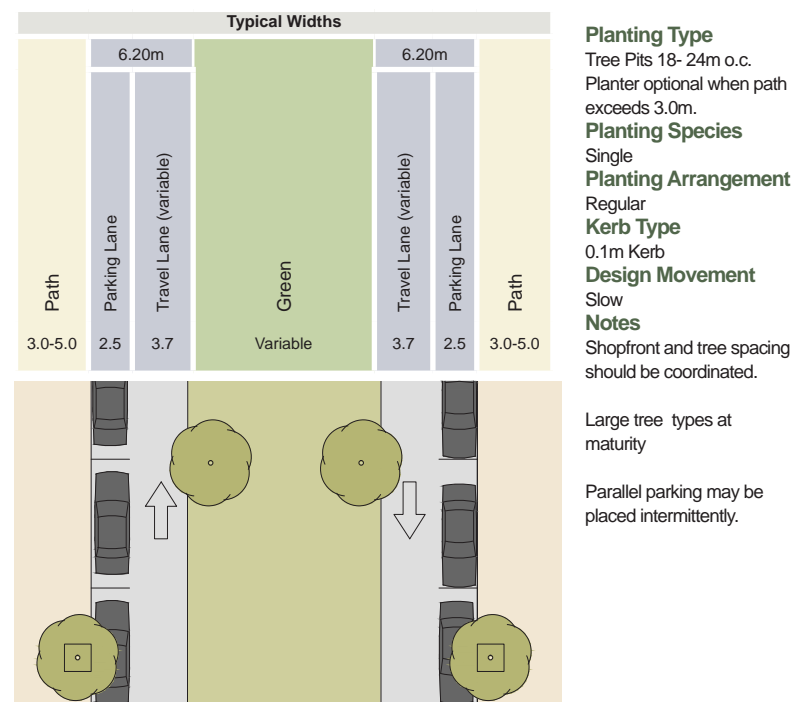 Typical Widths
6.20m 6.20m
Path
Parking Lane
Travel Lane (variable)
Green
Travel Lane (variable)
Parking Lane
Path
3.0-5.0 2.5 3.7 Variable 3.7 2.5 3.0-5.0
Planting Type
Tree Pits 18- 24m o.c.
Planter optional when path
exceeds 3.0m.
Planting Species
Single
Planting Arrangement
Regular
Kerb Type
0.1m Kerb
Design Movement
Slow
Notes
Shopfront and tree spacing
should be coordinated.
Large tree types at
maturity
Parallel parking may be
placed intermittently.